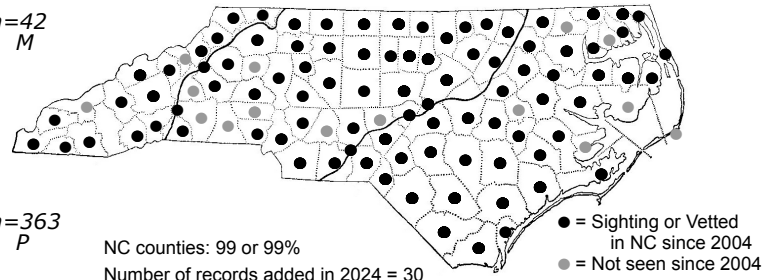 n=42
M
n=363
P
NC counties: 99 or 99%
Number of records added in 2024 = 30
● = Sighting or Vetted
in NC since 2004
● = Not seen since 2004